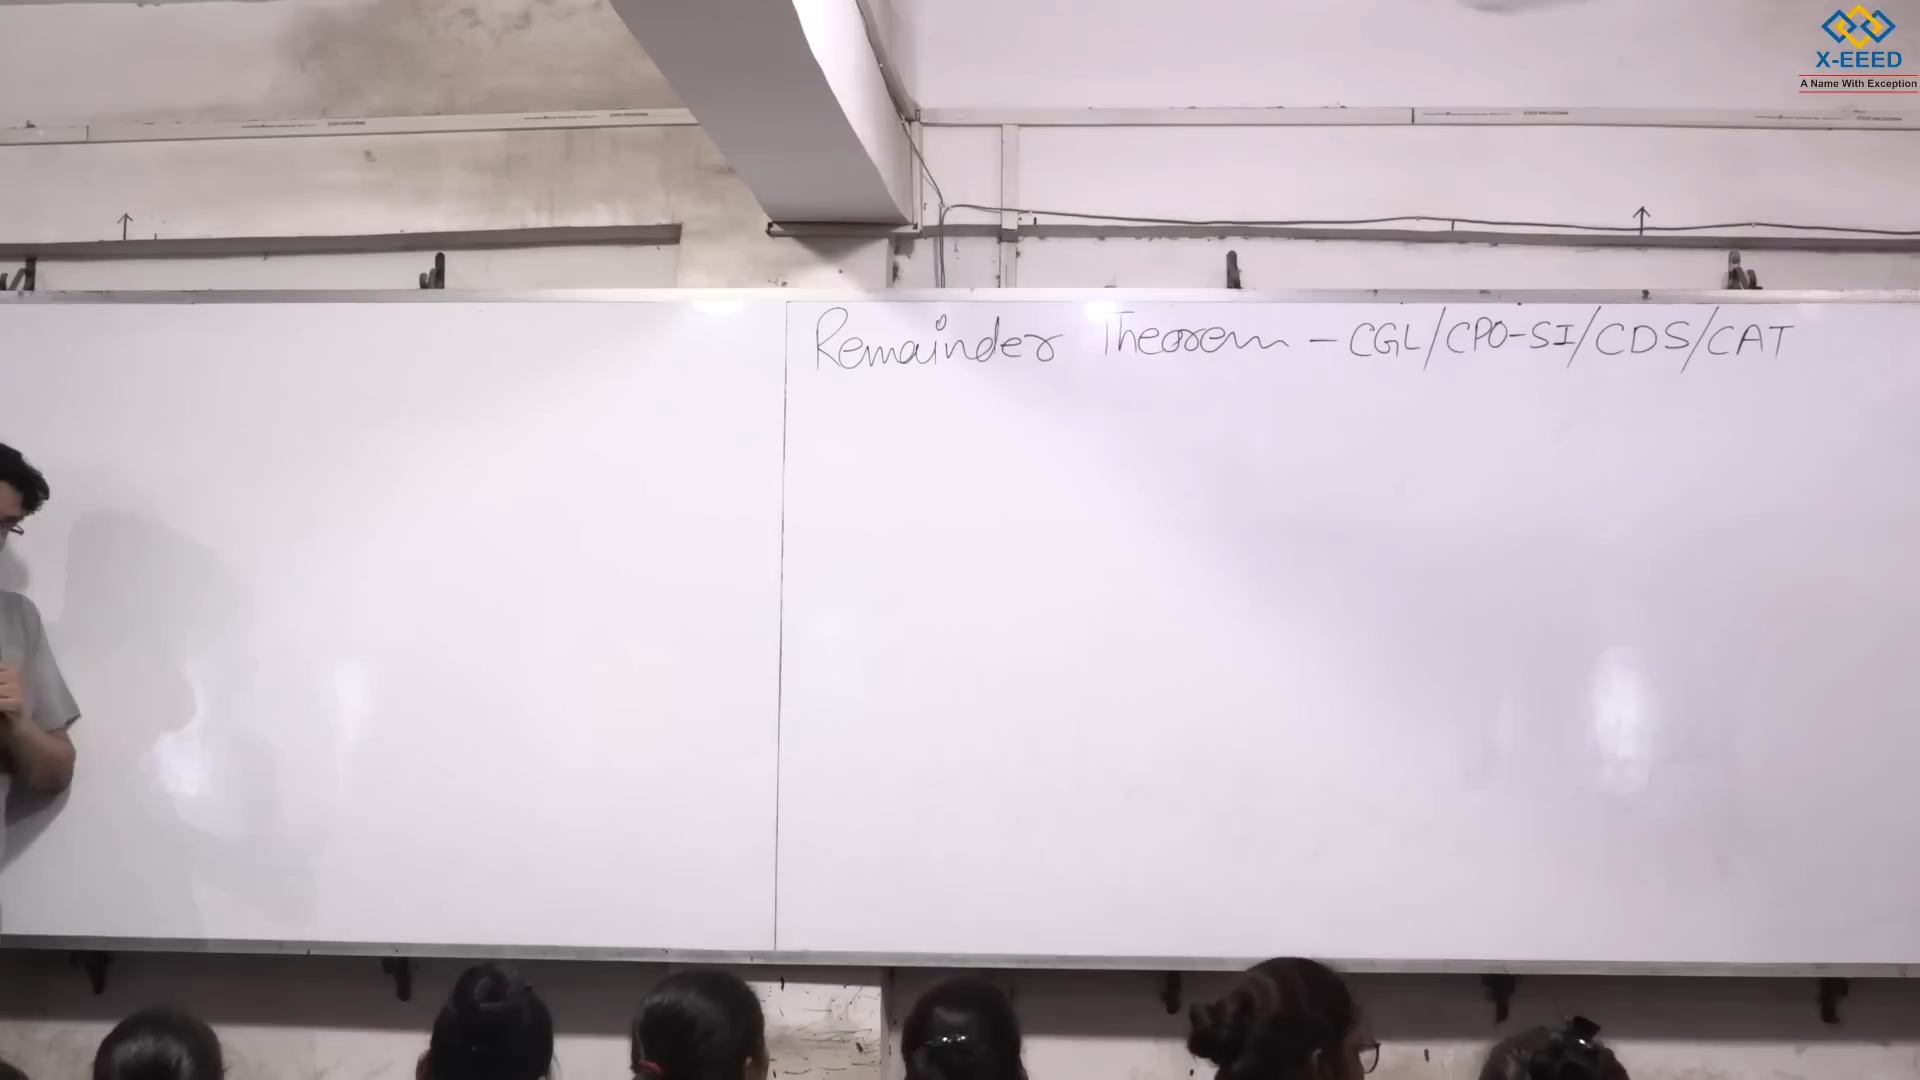 X-EEED
A Name With Exception
Remainder Theorem - CGL/CPO-SI/CDS/CAT